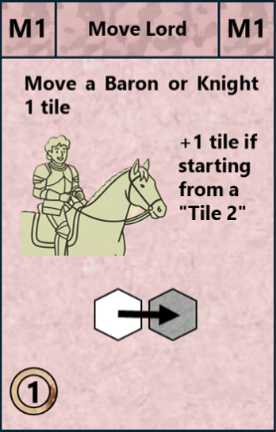 M1 Move Lord M1
Move a Baron or Knight
1 tile
+1 tile if
starting
from a
"Tile 2"
1